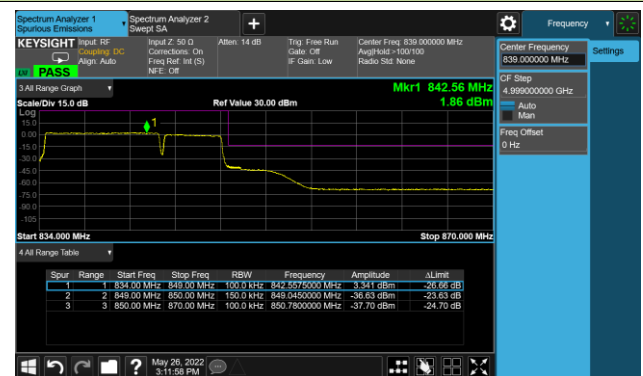 Spectrum Analyzer 1
Spurious Emissions
Spectrum Analyzer 2
Swept SA
Frequency
KEYSIGHT
Input: RF
Coupling: DC
Align: Auto
Input Z: 50 Ω
Corrections: On
Freq Ref: Int (S)
NFE: Off
Atten: 14 dB
Trig: Free Run
Gate: Off
IF Gain: Low
Center Freq: 839.000000 MHz
Avg|Hold:>100/100
Radio Std: None
PASS
Center Frequency
839.000000 MHz
Settings
CF Step
4.999000000 GHz
Auto
Man
Freq Offset
0 Hz
3 All Range Graph
Mkr1 842.56 MHz
Scale/Div 15.0 dB
Ref Value 30.00 dBm
1.86 dBm
Log
15.0
0.00
-15.0
-30.0
-45.0
-60.0
-75.0
-90.0
-105
1
Start 834.000 MHz
Stop 870.000 MHz
4 All Range Table
Spur Range Start Freq Stop Freq RBW Frequency Amplitude ΔLimit
1 1 834.00 MHz 849.00 MHz 100.0 kHz 842.5575000 MHz 3.341 dBm -26.66 dB
2 2 849.00 MHz 850.00 MHz 150.0 kHz 849.0450000 MHz -36.63 dBm -23.63 dB
3 3 850.00 MHz 870.00 MHz 100.0 kHz 850.7800000 MHz -37.70 dBm -24.70 dB
May 26, 2022
3:11:58 PM